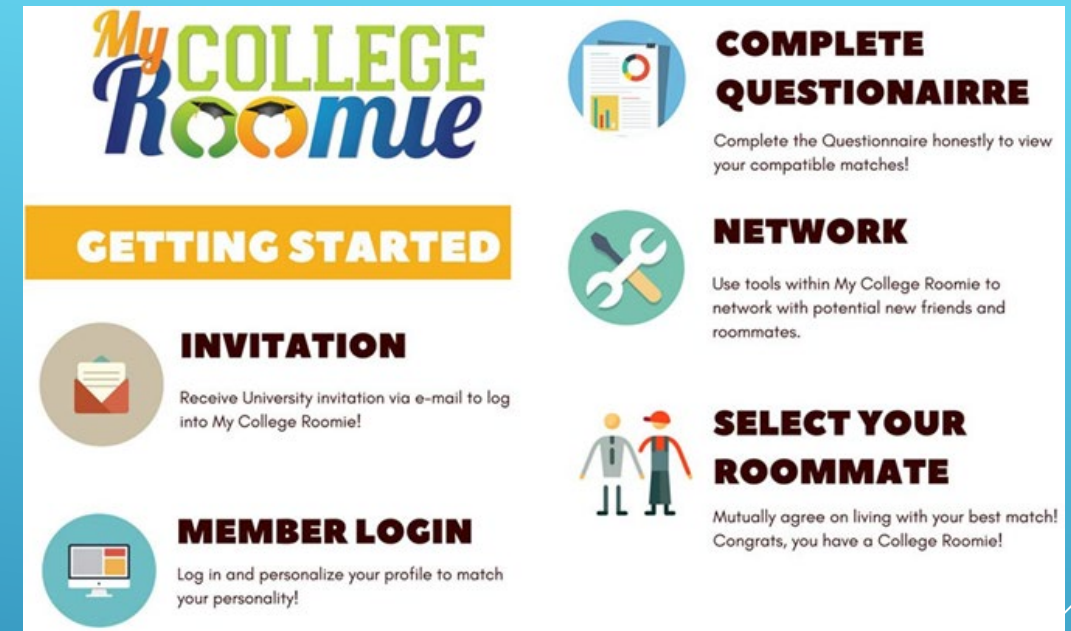 My COLLEGE
Roomie
GETTING STARTED
INVITATION
Receive University invitation via e-mail to log
into My College Roomie!
MEMBER LOGIN
Log in and personalize your profile to match
your personality!
COMPLETE
QUESTIONAIRRE
Complete the Questionnaire honestly to view
your compatible matches!
NETWORK
Use tools within My College Roomie to
network with potential new friends and
roommates.
SELECT YOUR
ROOMMATE
Mutually agree on living with your best match!
Congrats, you have a College Roomie!